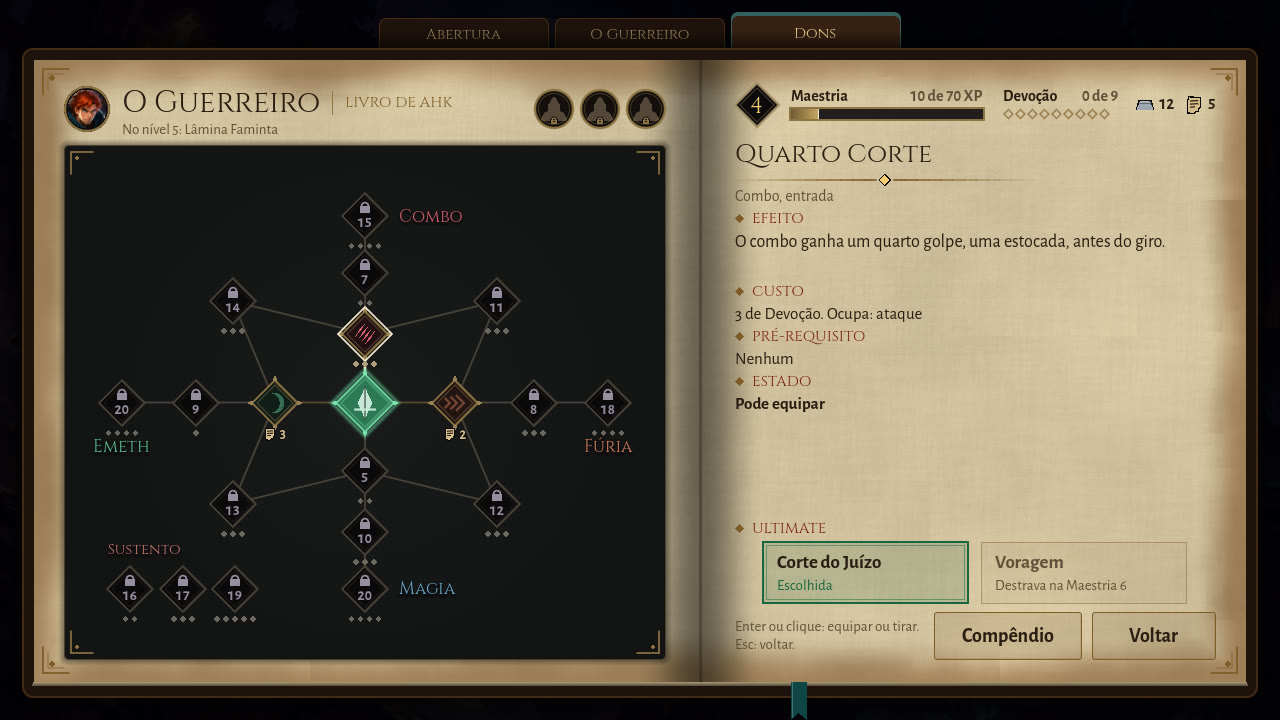 Abertura
O Guerreiro
Dons
O Guerreiro
Livro de Ahk
No nível 5: Lâmina Faminta
15
Combo
7
14
11
20
9
8
18
3
2
Emeth
Fúria
5
13
12
10
Sustento
16
17
19
20
Magia
4
Maestria
10 de 70 XP
Devoção
0 de 9
12
5
Quarto Corte
Combo, entrada
Efeito
O combo ganha um quarto golpe, uma estocada, antes do giro.
Custo
3 de Devoção. Ocupa: ataque
Pré-requisito
Nenhum
Estado
Pode equipar
Ultimate
Corte do Juízo
Escolhida
Voragem
Destrava na Maestria 6
Enter ou clique: equipar ou tirar.
Esc: voltar.
Compêndio
Voltar